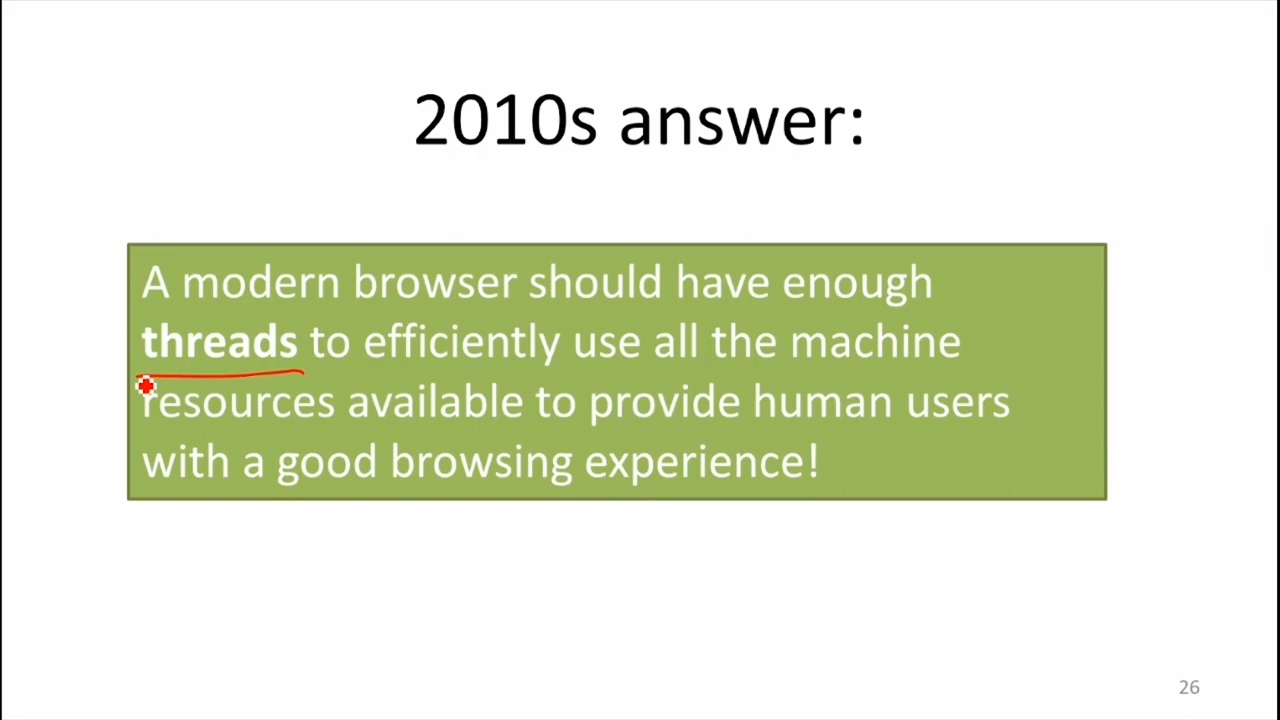 2010s answer:
A modern browser should have enough
threads to efficiently use all the machine
resources available to provide human users
with a good browsing experience!
26